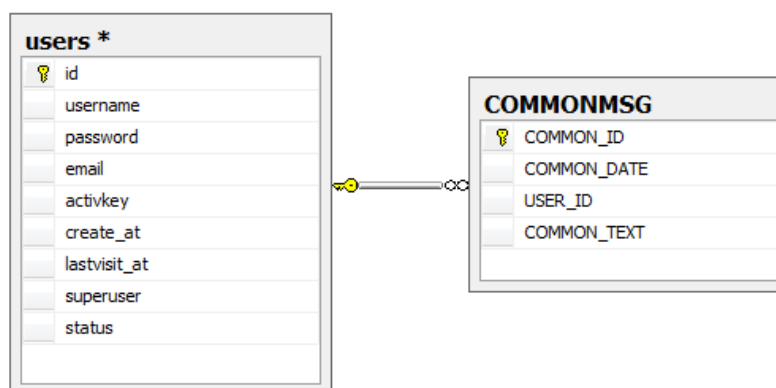 users *
id
username
password
email
activkey
create_at
lastvisit_at
superuser
status
COMMONMSG
COMMON_ID
COMMON_DATE
USER_ID
COMMON_TEXT